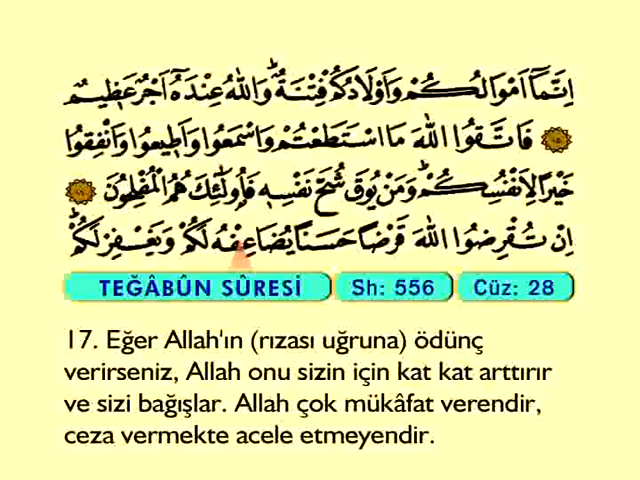 اِنَّمَٓا اَمْوَالُكُمْ وَاَوْلَادُكُمْ فِتْنَةٌۜ وَاللّٰهُ عِنْدَهُٓ اَجْرٌ عَظ۪يمٌ
فَاتَّقُوا اللّٰهَ مَا اسْتَطَعْتُمْ وَاسْمَعُوا وَاَط۪يعُوا وَاَنْفِقُوا
خَيْرًا لِاَنْفُسِكُمْۜ وَمَنْ يُوقَ شُحَّ نَفْسِه۪ فَاُو۬لٰٓئِكَ هُمُ الْمُفْلِحُونَ
اِنْ تُقْرِضُوا اللّٰهَ قَرْضًا حَسَنًا يُضَاعِفْهُ لَكُمْ وَيَغْفِرْ لَكُمْۜ
TEĞÂBÛN SÛRESİ Sh: 556 Cüz: 28
17. Eğer Allah'ın (rızası uğruna) ödünç
verirseniz, Allah onu sizin için kat kat arttırır
ve sizi bağışlar. Allah çok mükâfat verendir,
ceza vermekte acele etmeyendir.